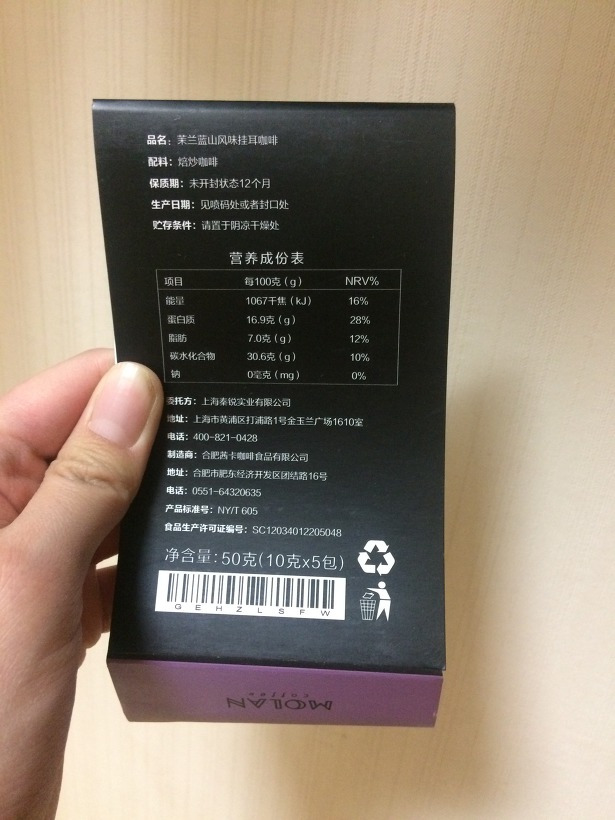 品名：茉兰蓝山风味挂耳咖啡
配料：焙炒咖啡
保质期：未开封状态12个月
生产日期：见喷码处或者封口处
贮存条件：请置于阴凉干燥处
营养成份表
项目 每100克（g） NRV%
能量 1067千焦（kJ） 16%
蛋白质 16.9克（g） 28%
脂肪 7.0克（g） 12%
碳水化合物 30.6克（g） 10%
钠 0毫克（mg） 0%
委托方：上海秦锐实业有限公司
地址：上海市黄浦区打浦路1号金玉兰广场1610室
电话：400-821-0428
制造商：合肥茜卡咖啡食品有限公司
地址：合肥市肥东经济开发区团结路16号
电话：0551-64320635
产品标准号：NY/T 605
食品生产许可证编号：SC12034012205048
净含量：50克(10克x5包)
GEHZLSFW
MOLAN
coffee